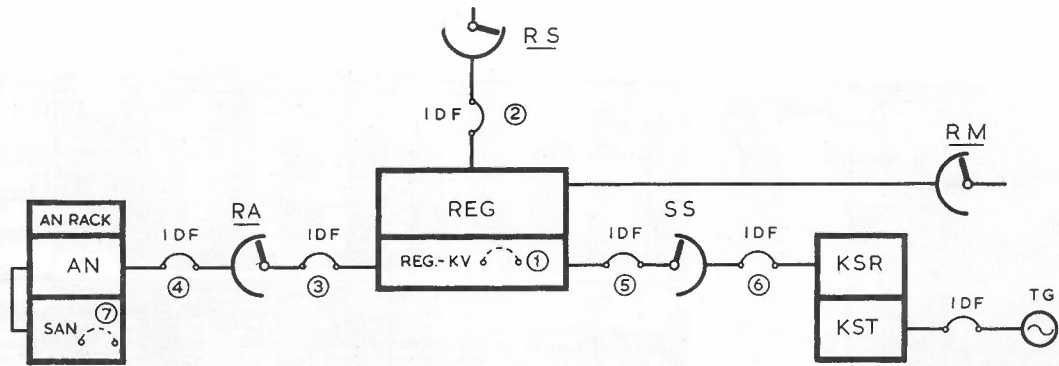 RS
IDF ②
RM
REG
SS
RA
AN RACK
IDF
IDF
IDF
IDF
AN
REG.-KV ①
KSR
④
③
⑤
⑥
⑦
SAN
KST
IDF
TG